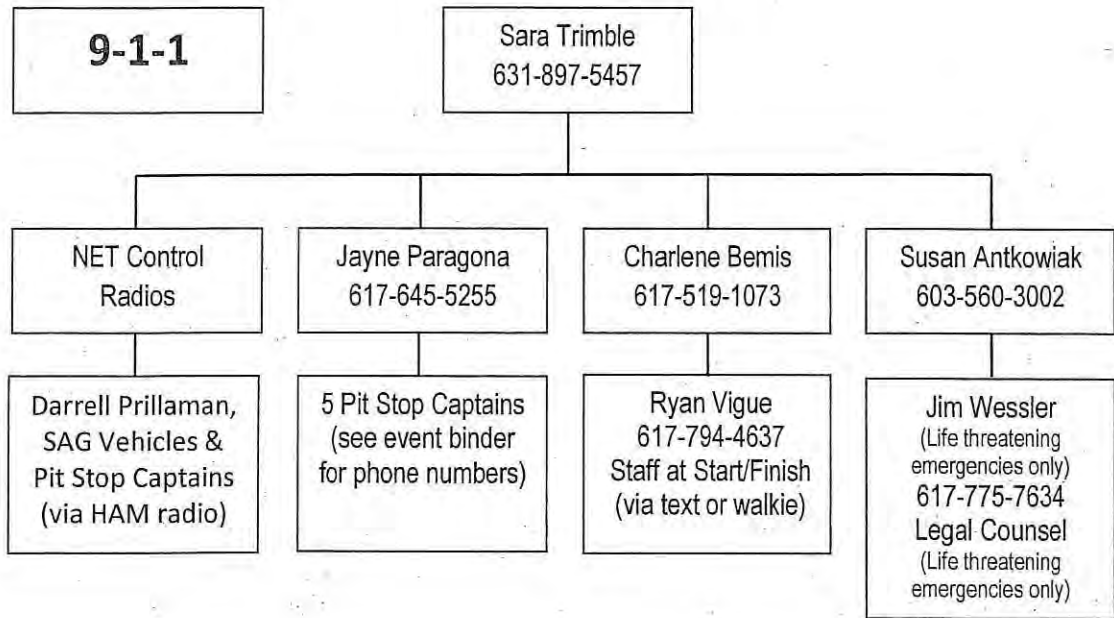 9-1-1
Sara Trimble
631-897-5457
NET Control
Radios
Jayne Paragona
617-645-5255
Charlene Bemis
617-519-1073
Susan Antkowiak
603-560-3002
Darrell Prillaman,
SAG Vehicles &
Pit Stop Captains
(via HAM radio)
5 Pit Stop Captains
(see event binder
for phone numbers)
Ryan Vigue
617-794-4637
Staff at Start/Finish
(via text or walkie)
Jim Wessler
(Life threatening
emergencies only)
617-775-7634
Legal Counsel
(Life threatening
emergencies only)